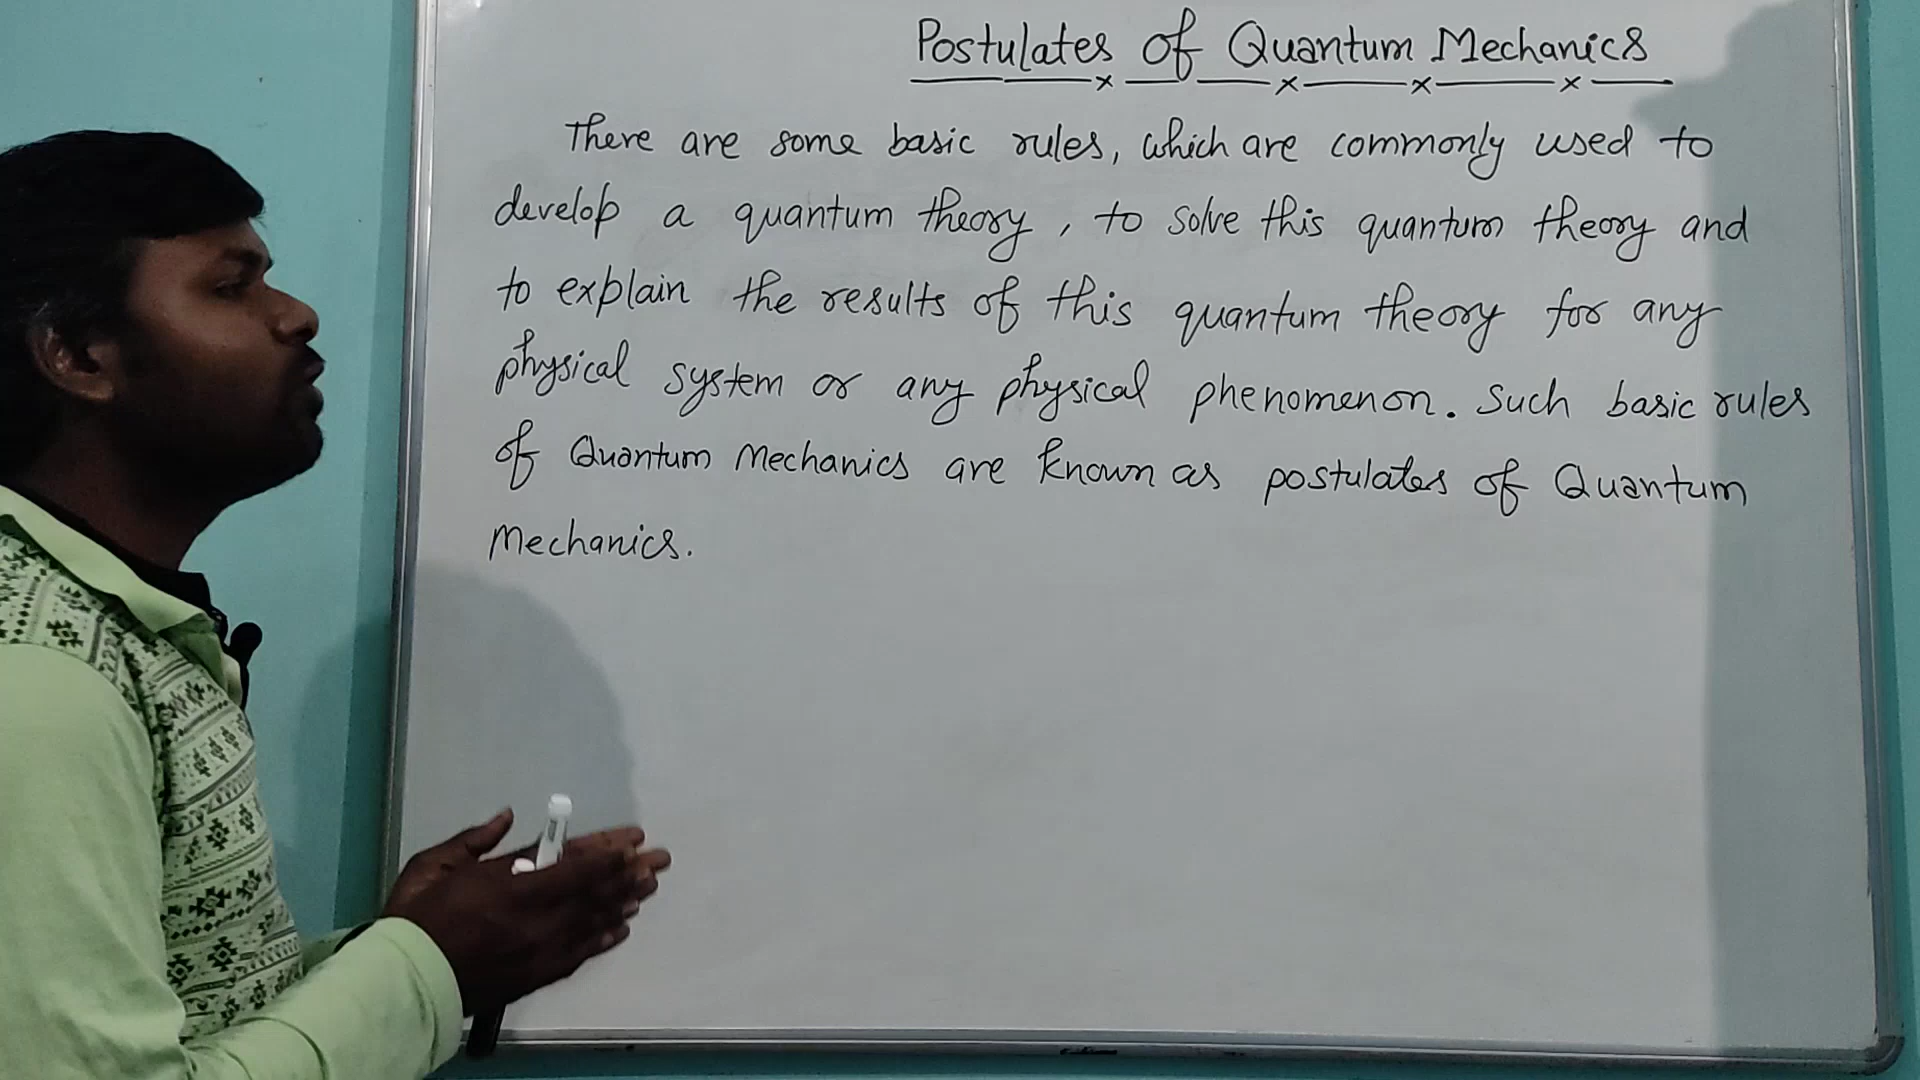 Postulates of Quantum Mechanics
There are some basic rules, which are commonly used to
develop a quantum theory, to solve this quantum theory and
to explain the results of this quantum theory for any
physical system or any physical phenomenon. Such basic rules
of Quantum Mechanics are known as postulates of Quantum
Mechanics.